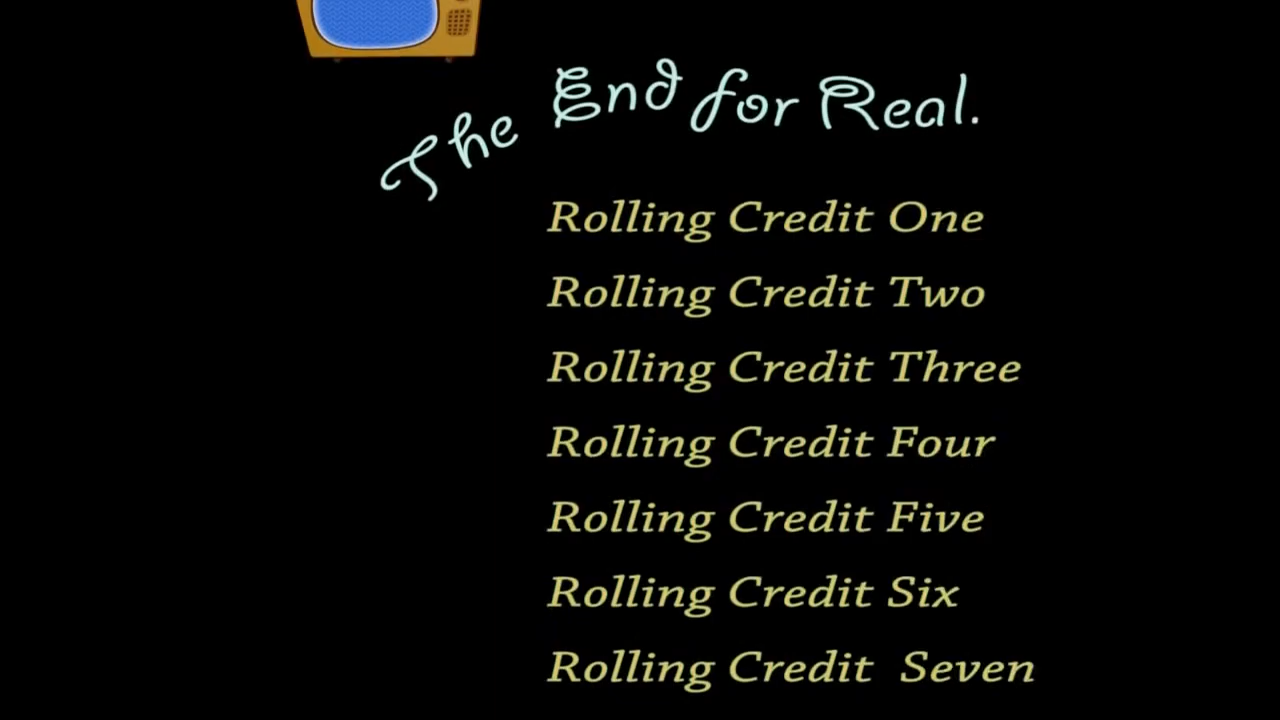 The End for Real.
Rolling Credit One
Rolling Credit Two
Rolling Credit Three
Rolling Credit Four
Rolling Credit Five
Rolling Credit Six
Rolling Credit  Seven